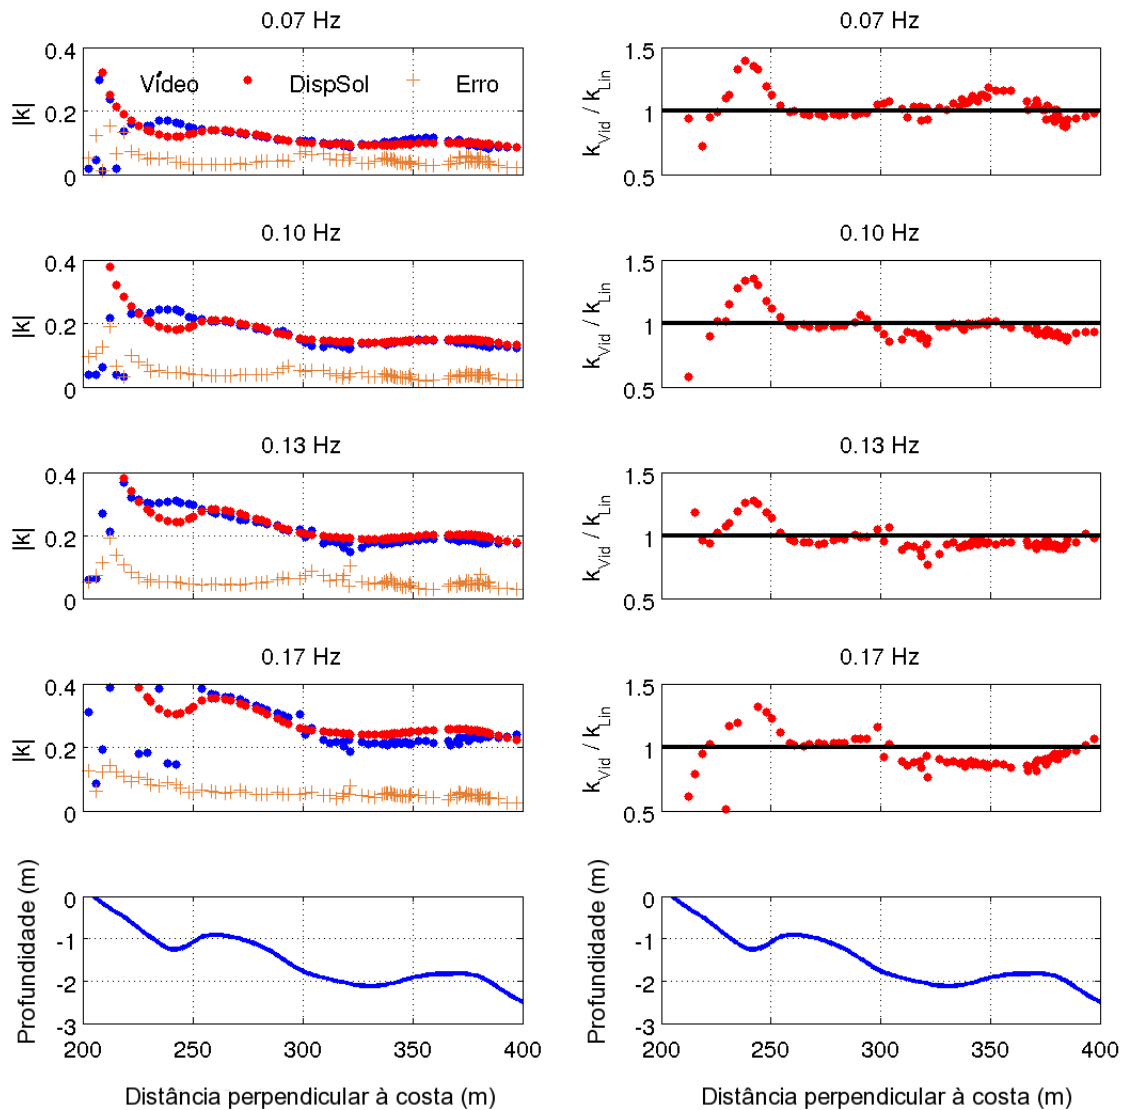 0.07 Hz
0.4
0.2
0
|k|
Vídeo
DispSol
Erro
0.07 Hz
1.5
1
0.5
k_Vid / k_Lin
0.10 Hz
0.4
0.2
0
|k|
0.10 Hz
1.5
1
0.5
k_Vid / k_Lin
0.13 Hz
0.4
0.2
0
|k|
0.13 Hz
1.5
1
0.5
k_Vid / k_Lin
0.17 Hz
0.4
0.2
0
|k|
0.17 Hz
1.5
1
0.5
k_Vid / k_Lin
Profundidade (m)
0
-1
-2
-3
200 250 300 350 400
Distância perpendicular à costa (m)
Profundidade (m)
0
-1
-2
-3
200 250 300 350 400
Distância perpendicular à costa (m)